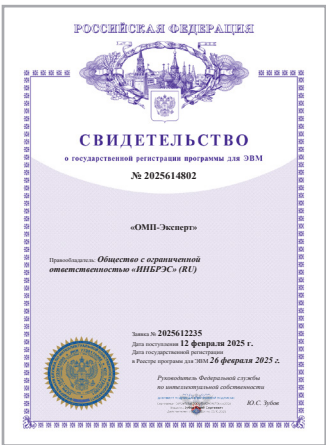 РОССИЙСКАЯ ФЕДЕРАЦИЯ
СВИДЕТЕЛЬСТВО
о государственной регистрации программы для ЭВМ
№ 2025614802
«ОМП-Эксперт»
Правообладатель: Общество с ограниченной
ответственностью «ИНБРЭС» (RU)
Заявка № 2025612235
Дата поступления 12 февраля 2025 г.
Дата государственной регистрации
в Реестре программ для ЭВМ 26 февраля 2025 г.
Руководитель Федеральной службы
по интеллектуальной собственности
Ю.С. Зубов